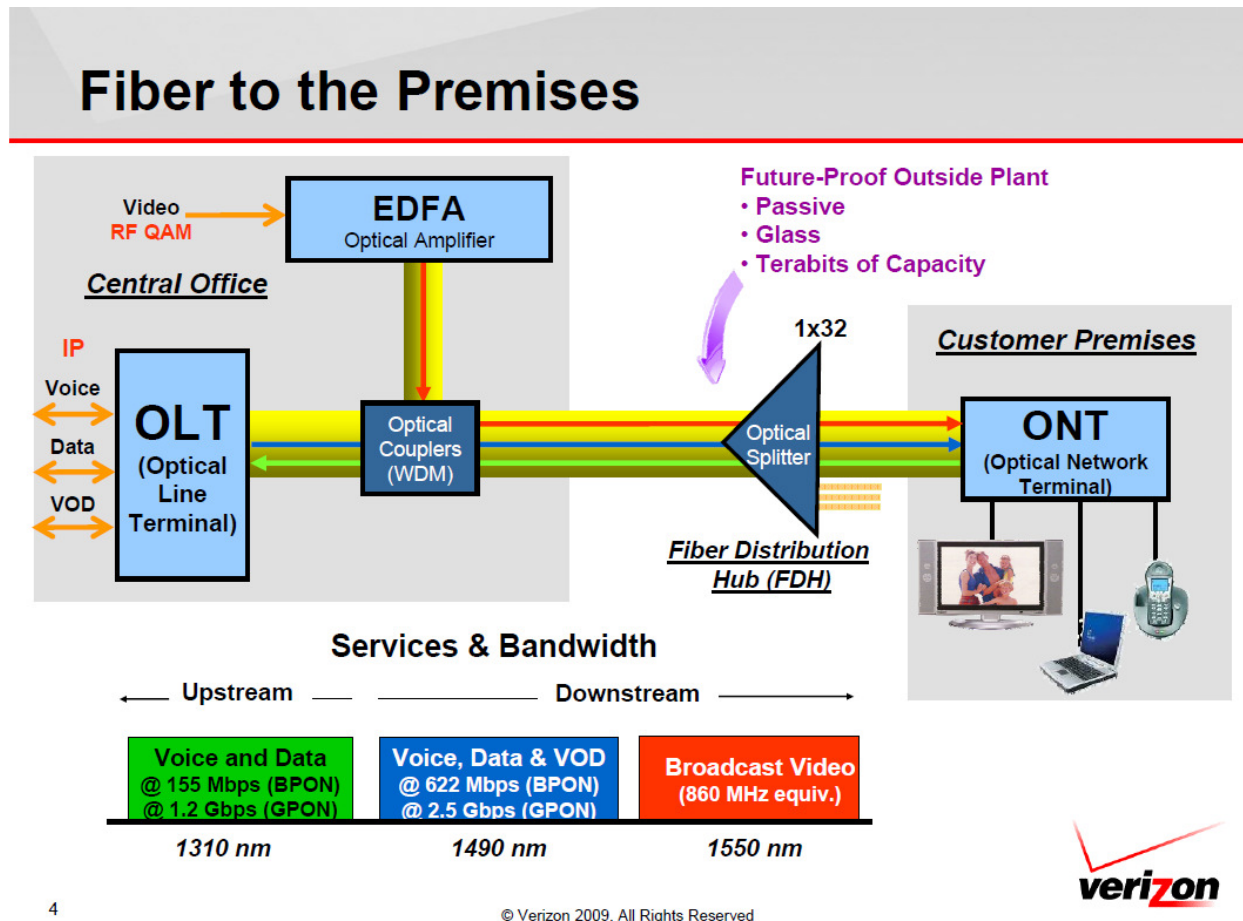 Fiber to the Premises
Video
RF QAM
EDFA
Optical Amplifier
Central Office
Future-Proof Outside Plant
• Passive
• Glass
• Terabits of Capacity
IP
Voice
Data
VOD
OLT
(Optical
Line
Terminal)
Optical
Couplers
(WDM)
1x32
Optical
Splitter
Fiber Distribution
Hub (FDH)
Customer Premises
ONT
(Optical Network
Terminal)
Services & Bandwidth
Upstream
Downstream
Voice and Data
@ 155 Mbps (BPON)
@ 1.2 Gbps (GPON)
Voice, Data & VOD
@ 622 Mbps (BPON)
@ 2.5 Gbps (GPON)
Broadcast Video
(860 MHz equiv.)
1310 nm
1490 nm
1550 nm
verizon
4
© Verizon 2009, All Rights Reserved